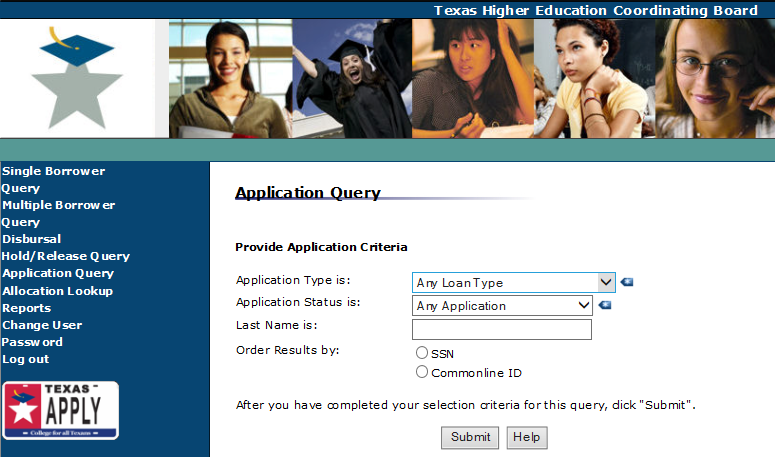 Texas Higher Education Coordinating Board
Single Borrower
Query
Multiple Borrower
Query
Disbursal
Hold/Release Query
Application Query
Allocation Lookup
Reports
Change User
Password
Log out
TEXAS
APPLY
College for all Texans
Application Query
Provide Application Criteria
Application Type is: Any Loan Type
Application Status is: Any Application
Last Name is:
Order Results by: SSN
Commonline ID
After you have completed your selection criteria for this query, click "Submit".
Submit Help